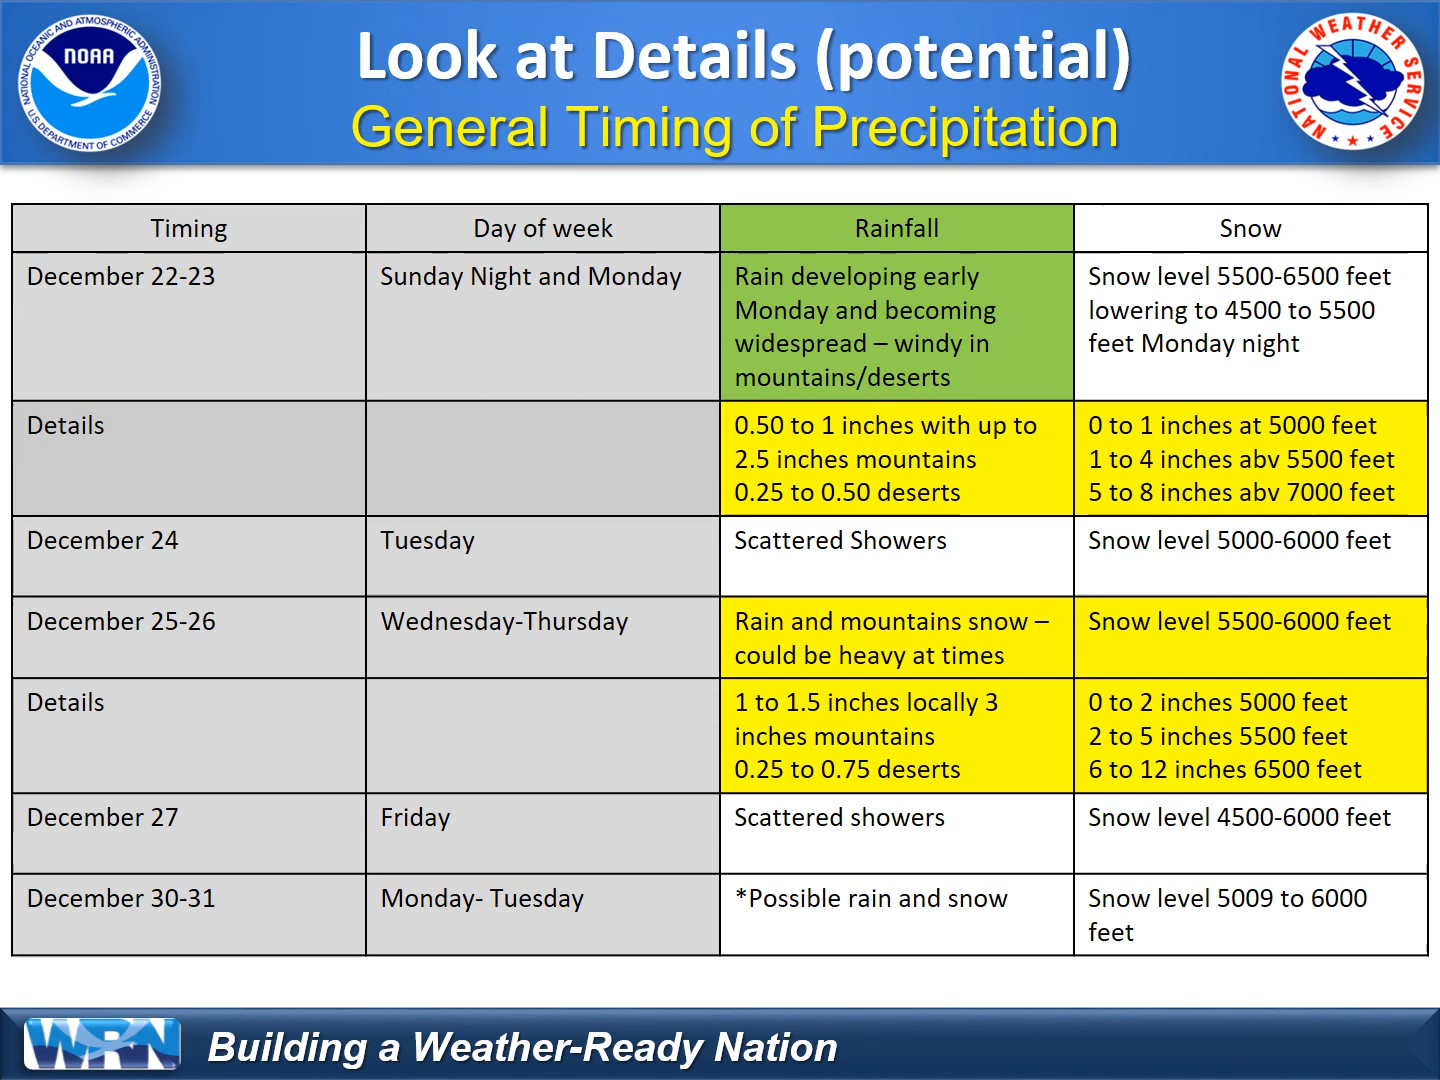 Look at Details (potential)
General Timing of Precipitation
NOAA
NATIONAL OCEANIC AND ATMOSPHERIC ADMINISTRATION
U.S. DEPARTMENT OF COMMERCE
NATIONAL WEATHER SERVICE
Timing
Day of week
Rainfall
Snow
December 22-23
Sunday Night and Monday
Rain developing early
Monday and becoming
widespread – windy in
mountains/deserts
Snow level 5500-6500 feet
lowering to 4500 to 5500
feet Monday night
Details
0.50 to 1 inches with up to
2.5 inches mountains
0.25 to 0.50 deserts
0 to 1 inches at 5000 feet
1 to 4 inches abv 5500 feet
5 to 8 inches abv 7000 feet
December 24
Tuesday
Scattered Showers
Snow level 5000-6000 feet
December 25-26
Wednesday-Thursday
Rain and mountains snow –
could be heavy at times
Snow level 5500-6000 feet
Details
1 to 1.5 inches locally 3
inches mountains
0.25 to 0.75 deserts
0 to 2 inches 5000 feet
2 to 5 inches 5500 feet
6 to 12 inches 6500 feet
December 27
Friday
Scattered showers
Snow level 4500-6000 feet
December 30-31
Monday- Tuesday
*Possible rain and snow
Snow level 5009 to 6000
feet
WRN
Building a Weather-Ready Nation